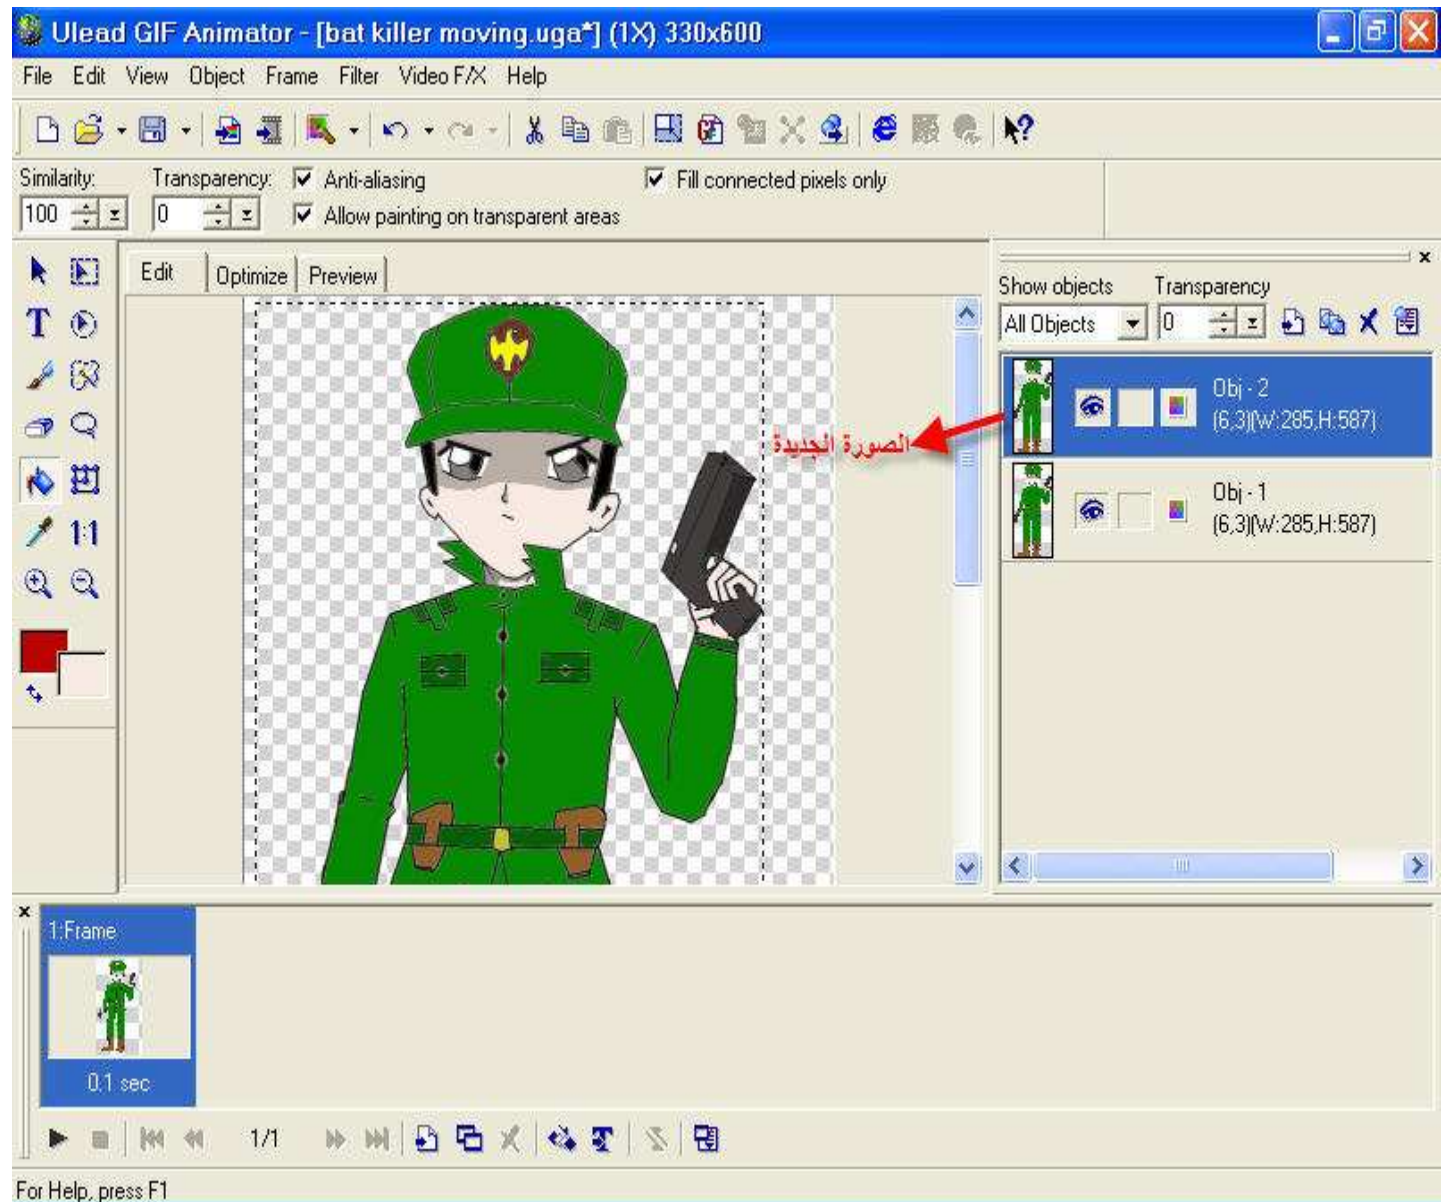 Ulead GIF Animator - [bat killer moving.uga*] (1X) 330x600
File Edit View Object Frame Filter Video F/X Help
Similarity: Transparency: Anti-aliasing Fill connected pixels only
100 0 Allow painting on transparent areas
T
1:1
Edit Optimize Preview
الصورة الجديدة
Show objects Transparency
All Objects 0
Obj - 2
(6,3)(W:285,H:587)
Obj - 1
(6,3)(W:285,H:587)
1:Frame
0.1 sec
1/1
For Help, press F1